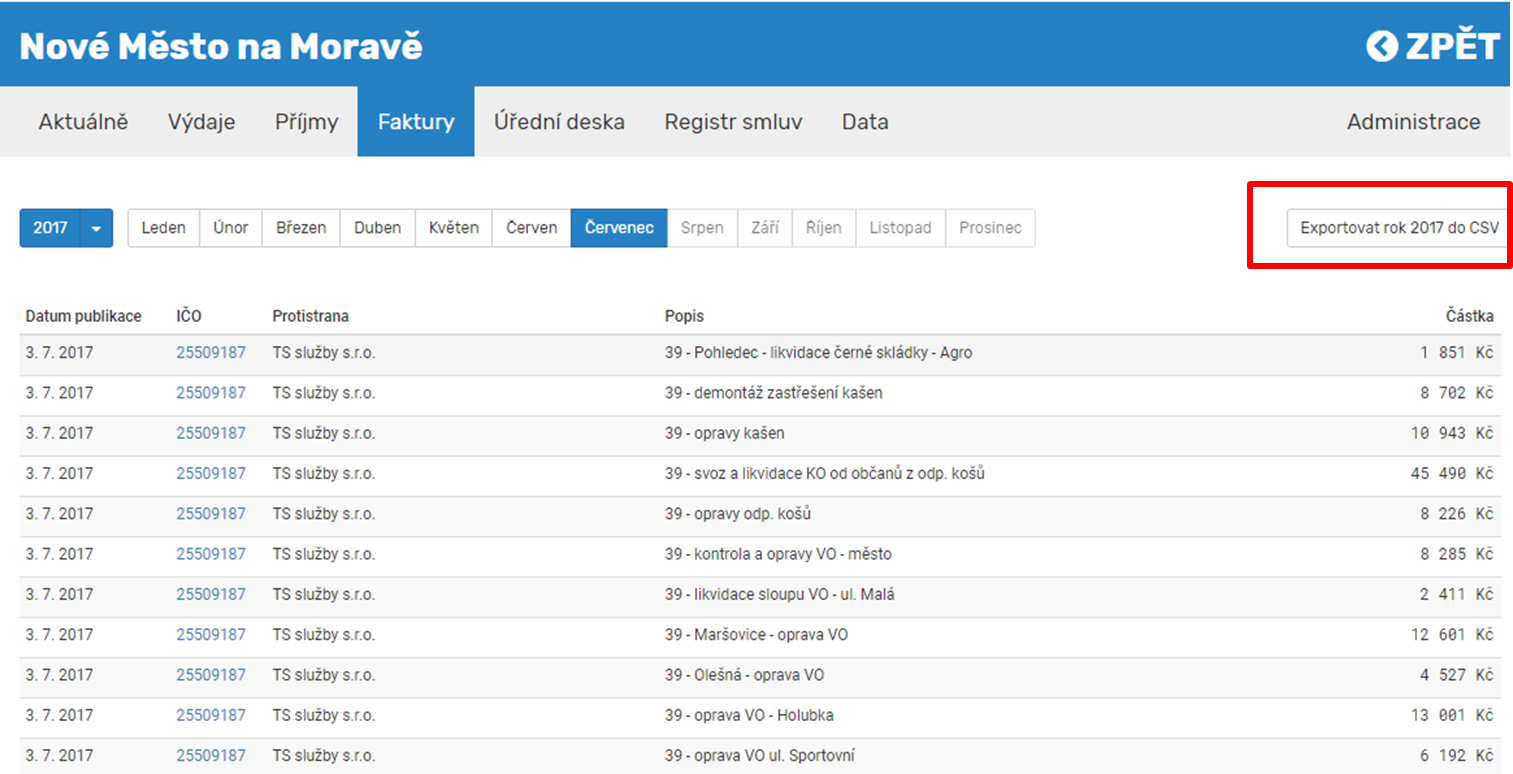 Nové Město na Moravě ZPĚT
Aktuálně Výdaje Příjmy Faktury Úřední deska Registr smluv Data Administrace
2017 Leden Únor Březen Duben Květen Červen Červenec Srpen Září Říjen Listopad Prosinec Exportovat rok 2017 do CSV
Datum publikace IČO Protistrana Popis Částka
3. 7. 2017 25509187 TS služby s.r.o. 39 - Pohledec - likvidace černé skládky - Agro 1 851 Kč
3. 7. 2017 25509187 TS služby s.r.o. 39 - demontáž zastřešení kašen 8 702 Kč
3. 7. 2017 25509187 TS služby s.r.o. 39 - opravy kašen 10 943 Kč
3. 7. 2017 25509187 TS služby s.r.o. 39 - svoz a likvidace KO od občanů z odp. košů 45 490 Kč
3. 7. 2017 25509187 TS služby s.r.o. 39 - opravy odp. košů 8 226 Kč
3. 7. 2017 25509187 TS služby s.r.o. 39 - kontrola a opravy VO - město 8 285 Kč
3. 7. 2017 25509187 TS služby s.r.o. 39 - likvidace sloupu VO - ul. Malá 2 411 Kč
3. 7. 2017 25509187 TS služby s.r.o. 39 - Maršovice - oprava VO 12 601 Kč
3. 7. 2017 25509187 TS služby s.r.o. 39 - Olešná - oprava VO 4 527 Kč
3. 7. 2017 25509187 TS služby s.r.o. 39 - oprava VO - Holubka 13 001 Kč
3. 7. 2017 25509187 TS služby s.r.o. 39 - oprava VO ul. Sportovní 6 192 Kč